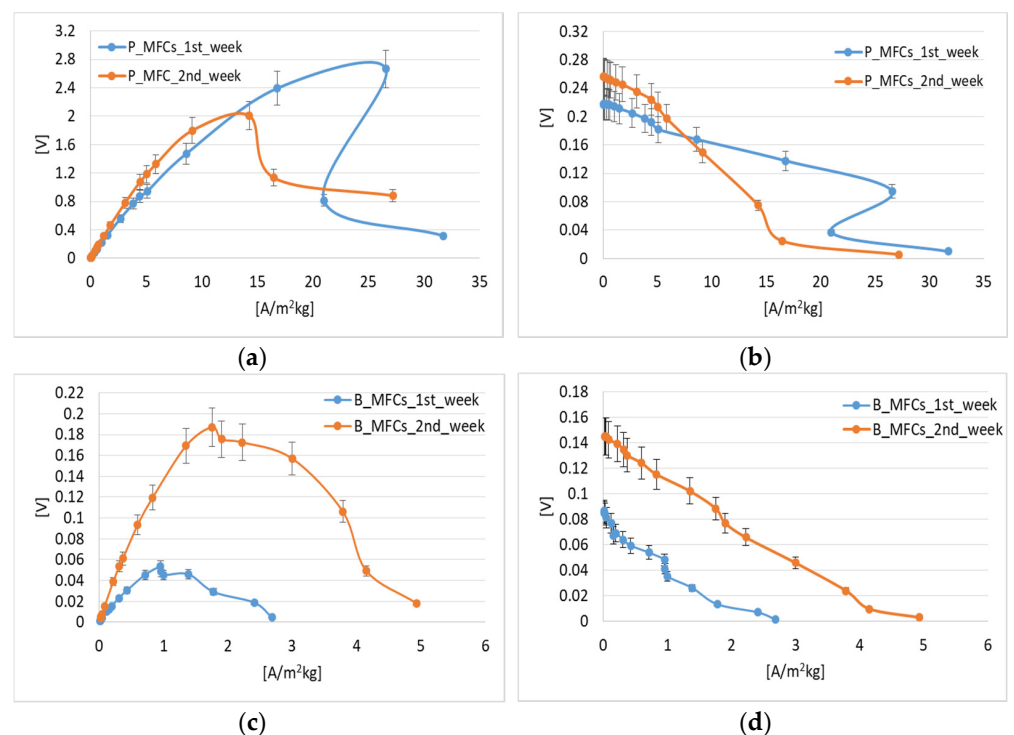 3.2
2.8
2.4
2
1.6
1.2
0.8
0.4
0
[V]
P_MFCs_1st_week
P_MFC_2nd_week
0 5 10 15 20 25 30 35
[A/m²kg]
(a)
0.32
0.28
0.24
0.2
0.16
0.12
0.08
0.04
0
[V]
P_MFCs_1st_week
P_MFCs_2nd_week
0 5 10 15 20 25 30 35
[A/m²kg]
(b)
0.22
0.2
0.18
0.16
0.14
0.12
0.1
0.08
0.06
0.04
0.02
0
[V]
B_MFCs_1st_week
B_MFCs_2nd_week
0 1 2 3 4 5 6
[A/m²kg]
(c)
0.18
0.16
0.14
0.12
0.1
0.08
0.06
0.04
0.02
0
[V]
B_MFCs_1st_week
B_MFCs_2nd_week
0 1 2 3 4 5 6
[A/m²kg]
(d)